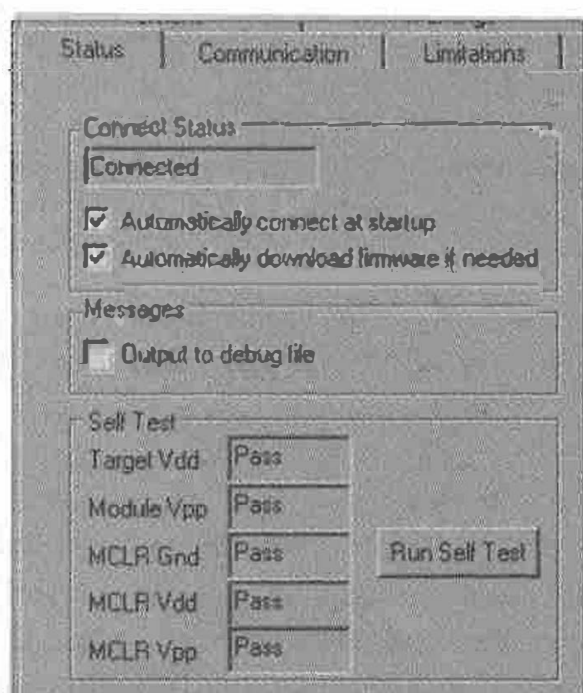 Status Communication Limitations
Connect Status
Connected
Automatically connect at startup
Automatically download firmware if needed
Messages
Output to debug file
Self Test
Target Vdd Pass
Module Vpp Pass
MCLR Gnd Pass Run Self Test
MCLR Vdd Pass
MCLR Vpp Pass